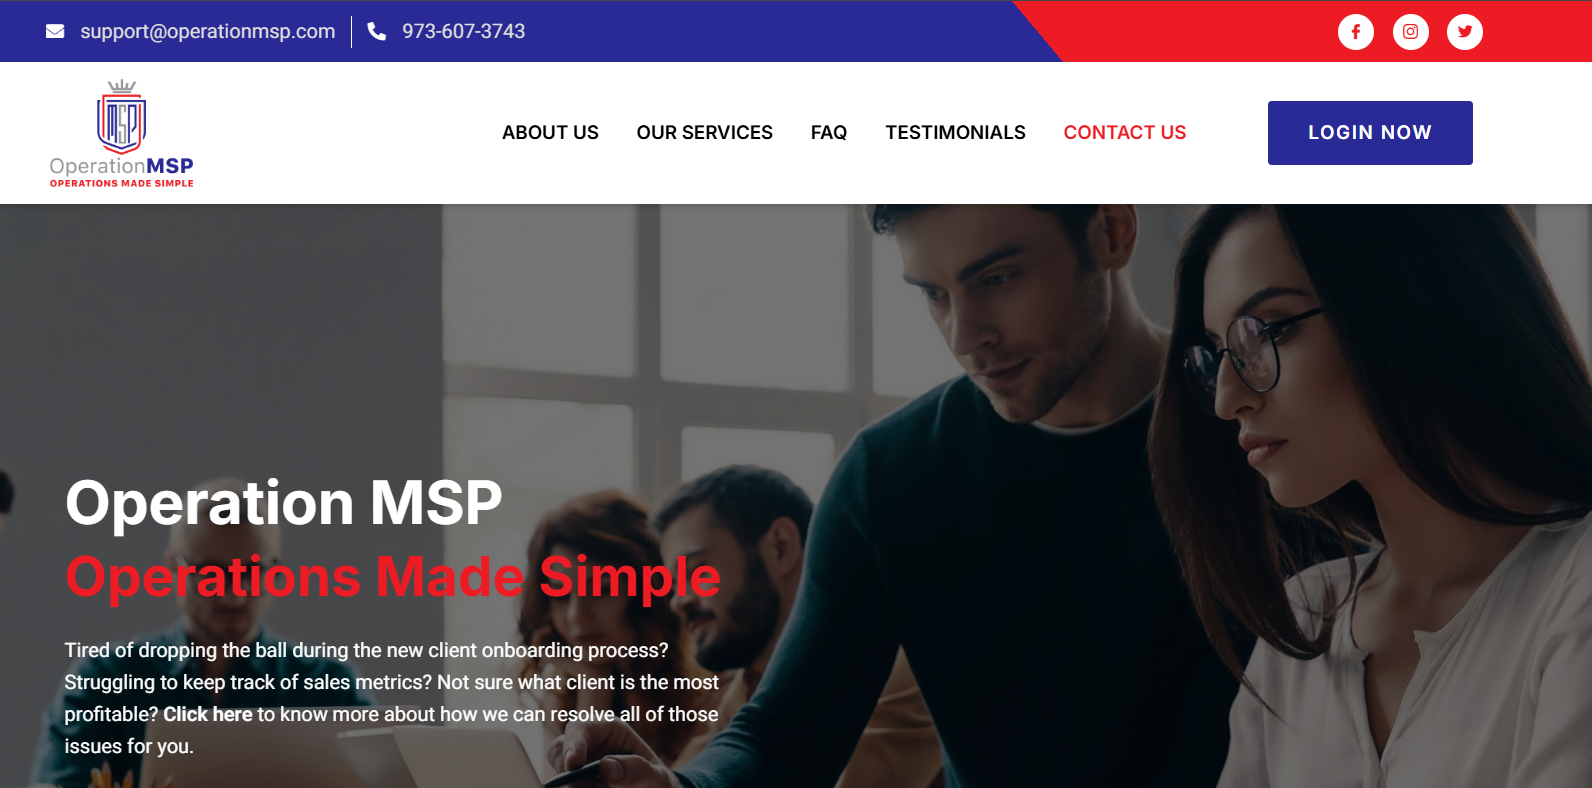 support@operationmsp.com
973-607-3743
MSP
OperationMSP
OPERATIONS MADE SIMPLE
ABOUT US
OUR SERVICES
FAQ
TESTIMONIALS
CONTACT US
LOGIN NOW
Operation MSP
Operations Made Simple
Tired of dropping the ball during the new client onboarding process?
Struggling to keep track of sales metrics? Not sure what client is the most
profitable? Click here to know more about how we can resolve all of those
issues for you.